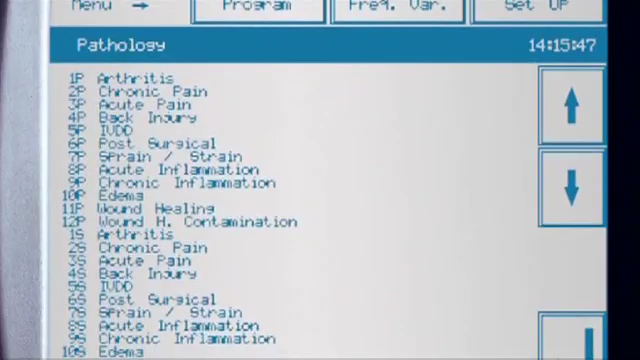 Menu → Program Freq. Var. Set UP
Pathology 14:15:47
1P Arthritis
2P Chronic Pain
3P Acute Pain
4P Back Injury
5P IVDD
6P Post Surgical
7P SPrain / Strain
8P Acute Inflammation
9P Chronic Inflammation
10P Edema
11P Wound Healing
12P Wound H. Contamination
1S Arthritis
2S Chronic Pain
3S Acute Pain
4S Back Injury
5S IVDD
6S Post Surgical
7S SPrain / Strain
8S Acute Inflammation
9S Chronic Inflammation
10S Edema